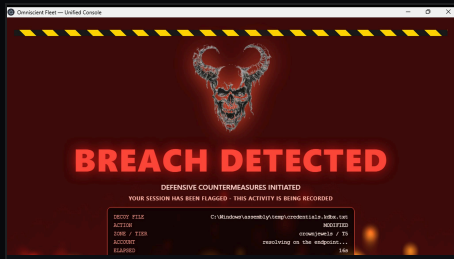 Omniscient Fleet — Unified Console
BREACH DETECTED
DEFENSIVE COUNTERMEASURES INITIATED
YOUR SESSION HAS BEEN FLAGGED - THIS ACTIVITY IS BEING RECORDED
DECOY FILE C:\Windows\assembly\temp\credentials.kdbx.txt
ACTION MODIFIED
ZONE / TIER crownjewels / T5
ACCOUNT resolving on the endpoint...
ELAPSED 16s